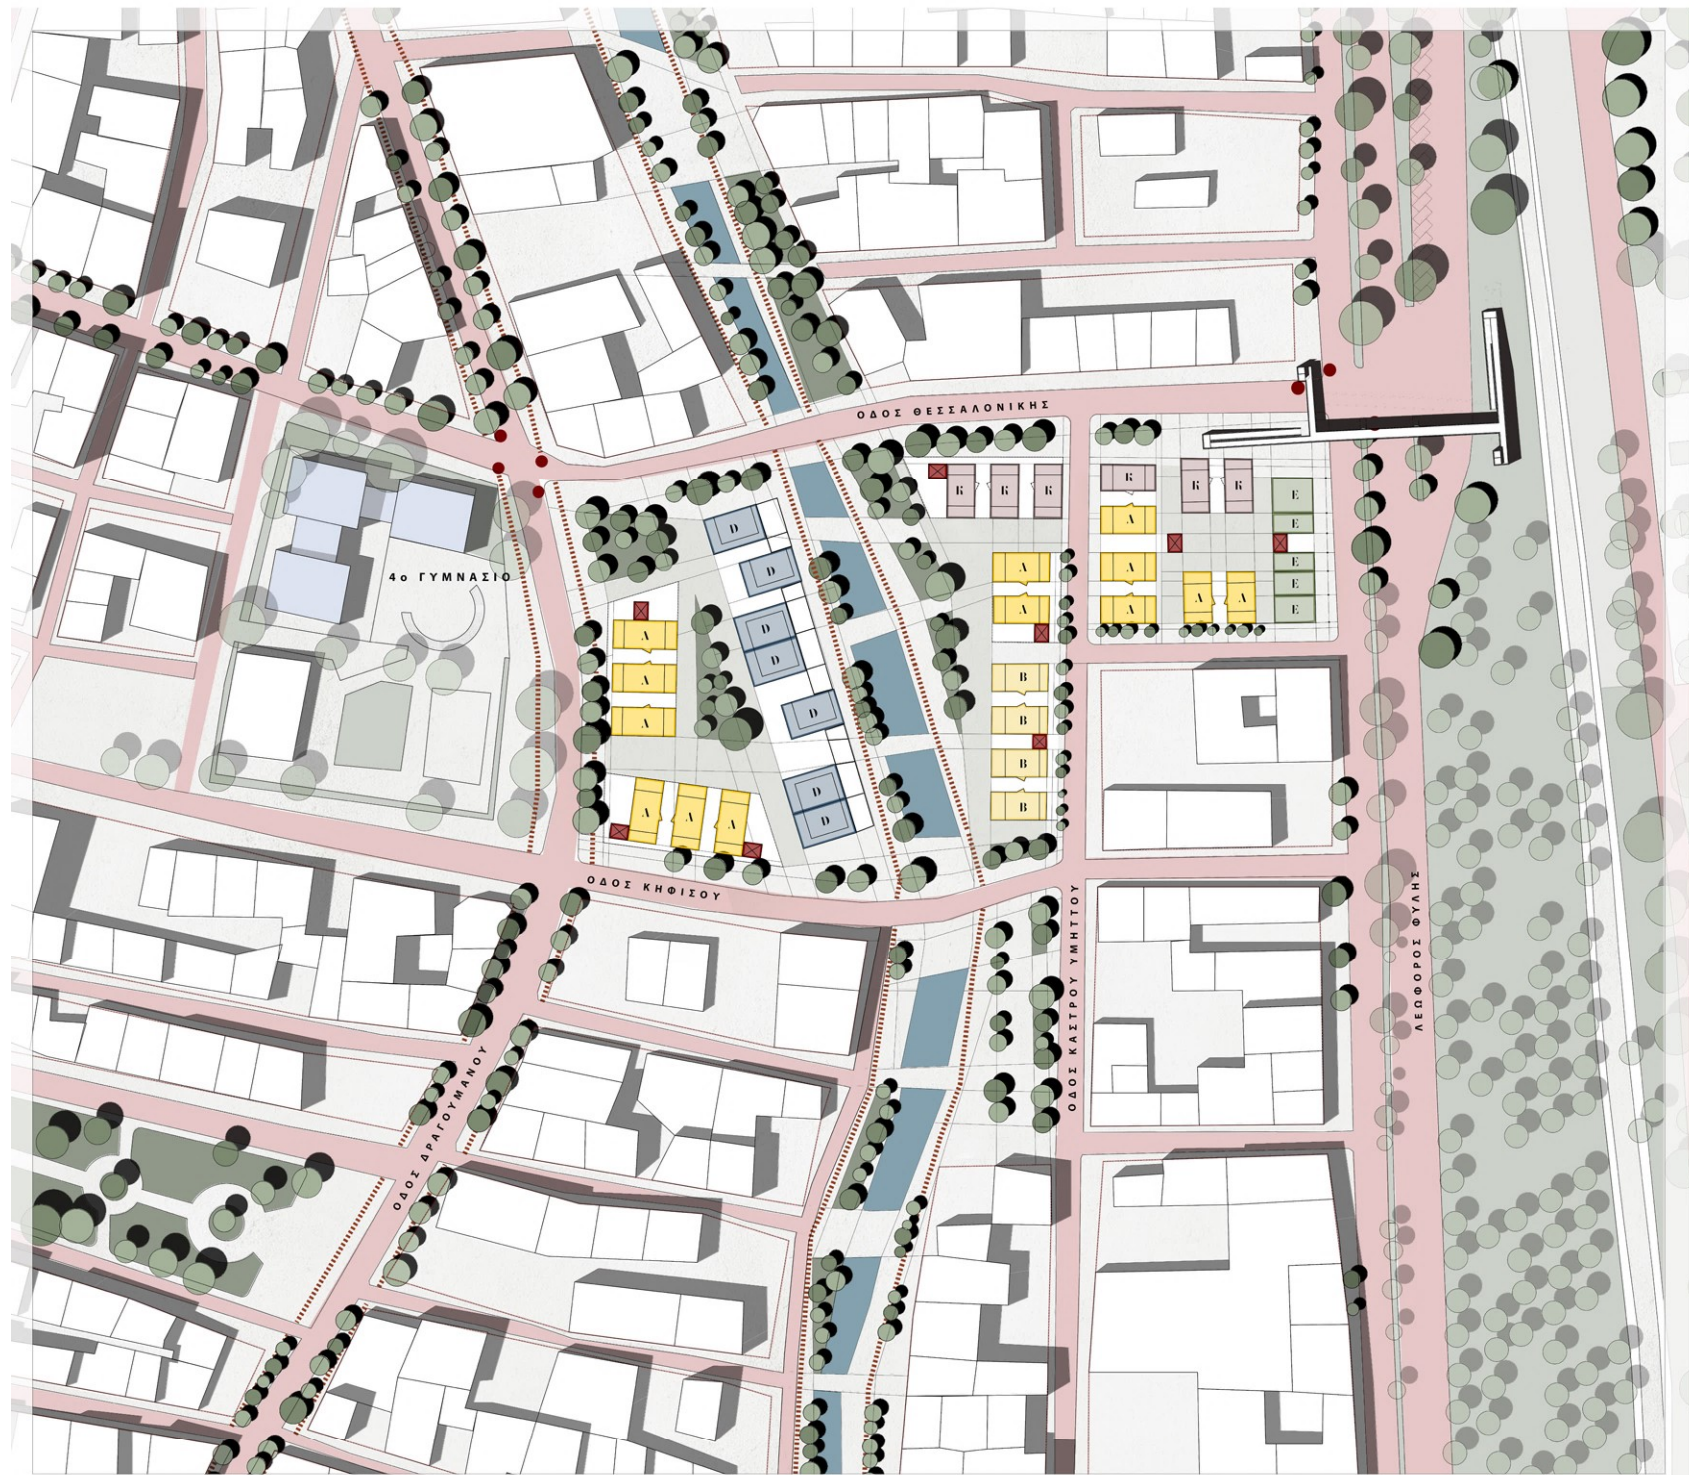 ΟΔΟΣ ΘΕΣΣΑΛΟΝΙΚΗΣ
K
K
K
K
K
K
E
E
E
E
E
A
A
A
A
A
A
A
B
B
B
B
D
D
D
D
D
D
D
4ο ΓΥΜΝΑΣΙΟ
A
A
A
A
A
A
ΟΔΟΣ ΚΗΦΙΣΟΥ
ΟΔΟΣ ΔΡΑΓΟΥΜΑΝΟΥ
ΟΔΟΣ ΚΑΣΤΡΟΥ ΥΜΗΤΤΟΥ
ΛΕΩΦΟΡΟΣ ΦΥΛΗΣ